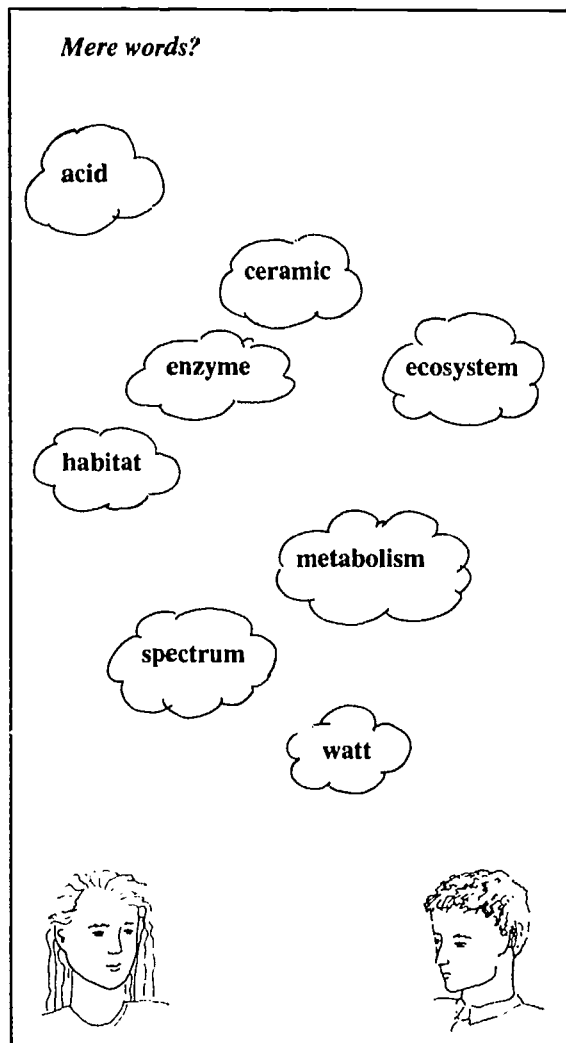 Mere words?
acid
ceramic
enzyme
ecosystem
habitat
metabolism
spectrum
watt